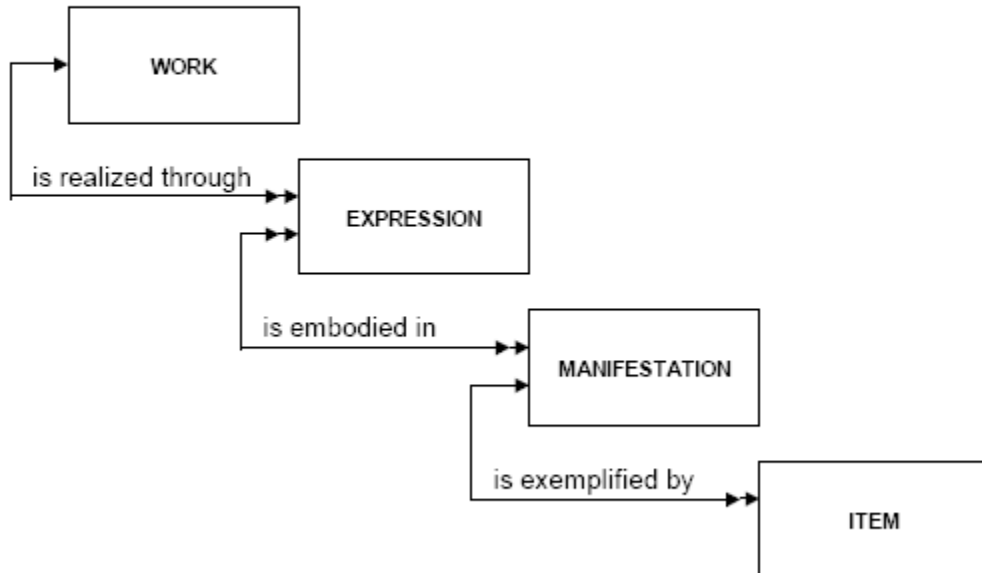 WORK
is realized through
EXPRESSION
is embodied in
MANIFESTATION
is exemplified by
ITEM